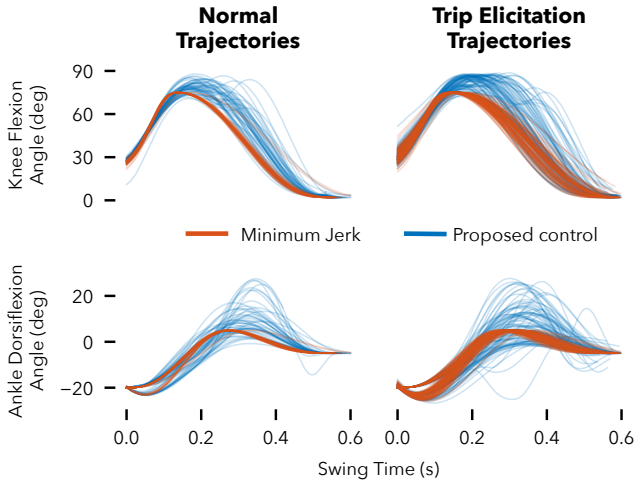 Normal
Trajectories
Trip Elicitation
Trajectories
Knee Flexion
Angle (deg)
90
60
30
0
Minimum Jerk
Proposed control
Ankle Dorsiflexion
Angle (deg)
20
0
−20
0.0 0.2 0.4 0.6
0.0 0.2 0.4 0.6
Swing Time (s)